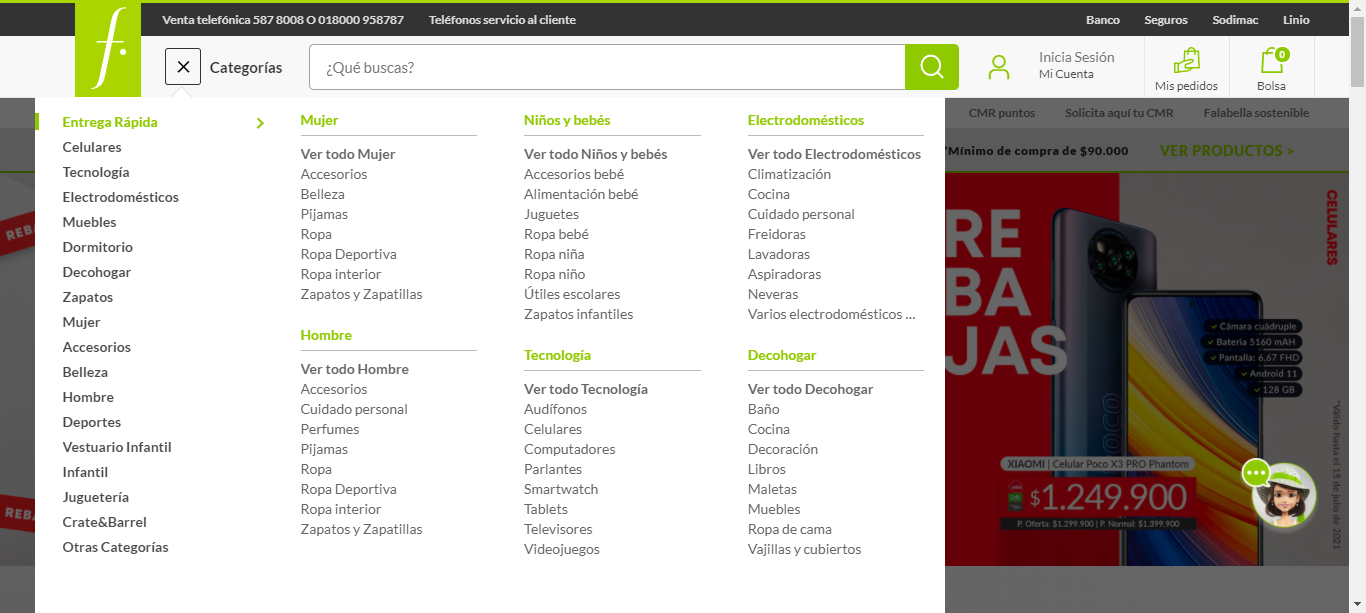 Venta telefónica 587 8008 O 018000 958787
Teléfonos servicio al cliente
Banco
Seguros
Sodimac
Linio
f.
Categorías
¿Qué buscas?
Inicia Sesión
Mi Cuenta
Mis pedidos
0
Bolsa
CMR puntos
Solicita aquí tu CMR
Falabella sostenible
*Mínimo de compra de $90.000
VER PRODUCTOS >
Entrega Rápida
Celulares
Tecnología
Electrodomésticos
Muebles
Dormitorio
Decohogar
Zapatos
Mujer
Accesorios
Belleza
Hombre
Deportes
Vestuario Infantil
Infantil
Juguetería
Crate&Barrel
Otras Categorías
Mujer
Ver todo Mujer
Accesorios
Belleza
Pijamas
Ropa
Ropa Deportiva
Ropa interior
Zapatos y Zapatillas
Hombre
Ver todo Hombre
Accesorios
Cuidado personal
Perfumes
Pijamas
Ropa
Ropa Deportiva
Ropa interior
Zapatos y Zapatillas
Niños y bebés
Ver todo Niños y bebés
Accesorios bebé
Alimentación bebé
Juguetes
Ropa bebé
Ropa niña
Ropa niño
Útiles escolares
Zapatos infantiles
Tecnología
Ver todo Tecnología
Audífonos
Celulares
Computadores
Parlantes
Smartwatch
Tablets
Televisores
Videojuegos
Electrodomésticos
Ver todo Electrodomésticos
Climatización
Cocina
Cuidado personal
Freidoras
Lavadoras
Aspiradoras
Neveras
Varios electrodomésticos ...
Decohogar
Ver todo Decohogar
Baño
Cocina
Decoración
Libros
Maletas
Muebles
Ropa de cama
Vajillas y cubiertos
REBA
REBA
RE
BA
JAS
CELULARES
Cámara cuádruple
Bateria 5160 mAH
Pantalla: 6,67 FHD
Android 11
128 GB
XIAOMI | Celular Poco X3 PRO Phantom
$1.249.900
P. Oferta: $1.299.900 | P. Normal: $1.399.900
*Válido hasta el 15 de julio de 2021